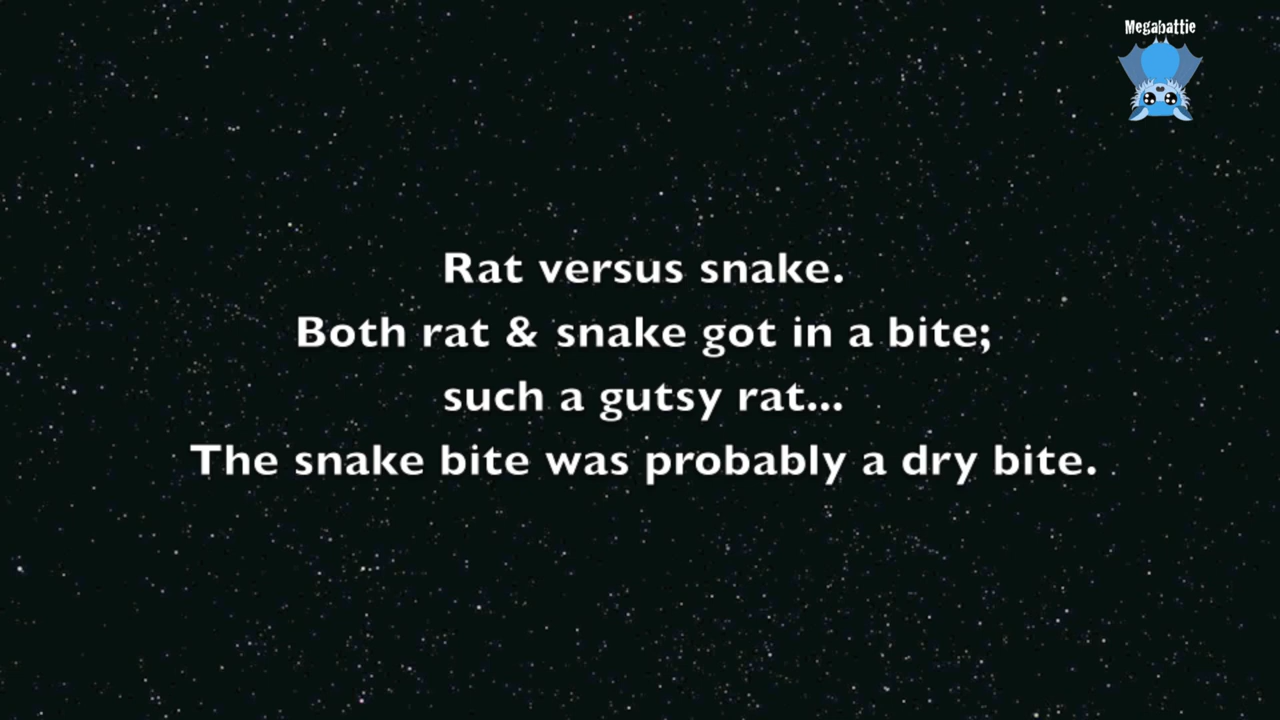 Megabattie
Rat versus snake.
Both rat & snake got in a bite;
such a gutsy rat...
The snake bite was probably a dry bite.